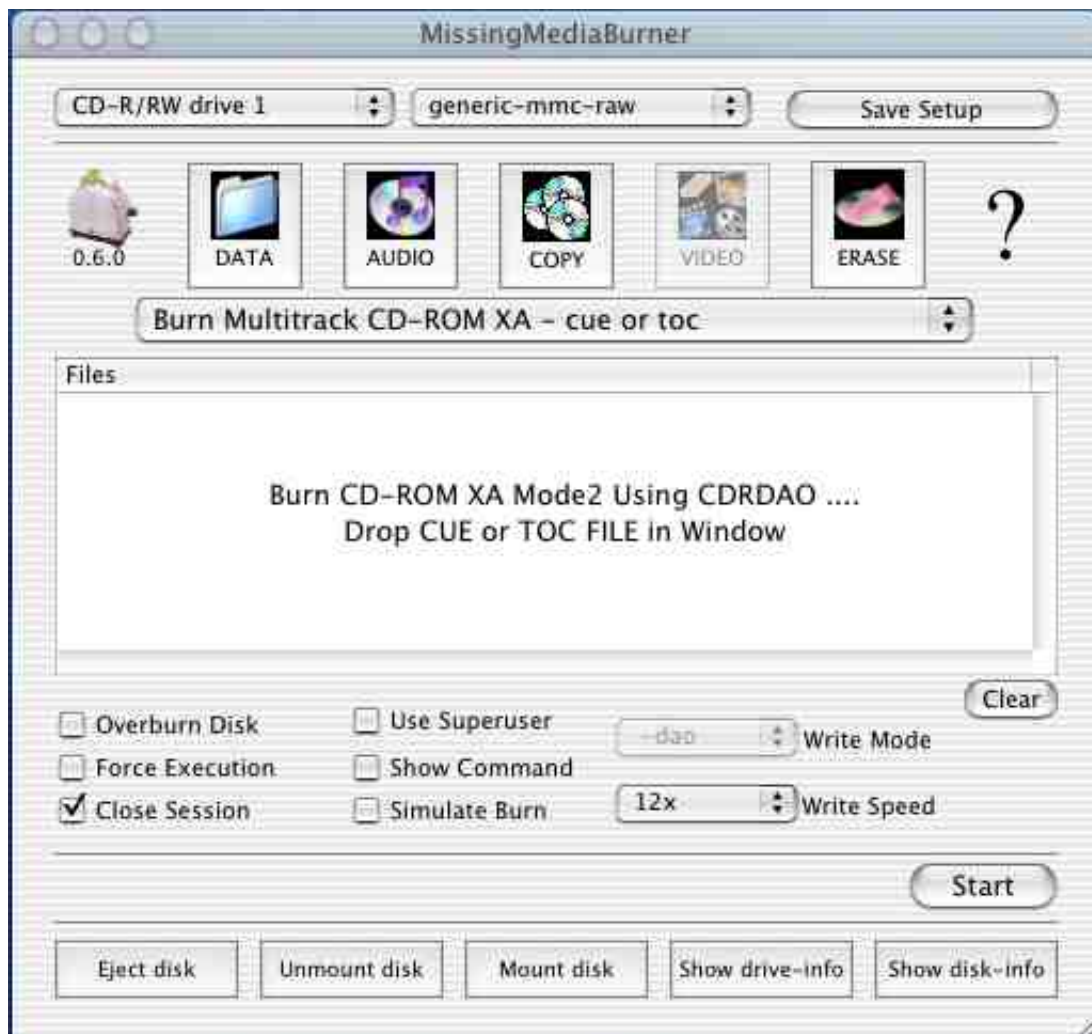 MissingMediaBurner
CD-R/RW drive 1
generic-mmc-raw
Save Setup
0.6.0
DATA
AUDIO
COPY
VIDEO
ERASE
?
Burn Multitrack CD-ROM XA - cue or toc
Files
Burn CD-ROM XA Mode2 Using CDRDAO ....
Drop CUE or TOC FILE in Window
Clear
Overburn Disk
Use Superuser
-dao
Write Mode
Force Execution
Show Command
Close Session
Simulate Burn
12x
Write Speed
Start
Eject disk
Unmount disk
Mount disk
Show drive-info
Show disk-info